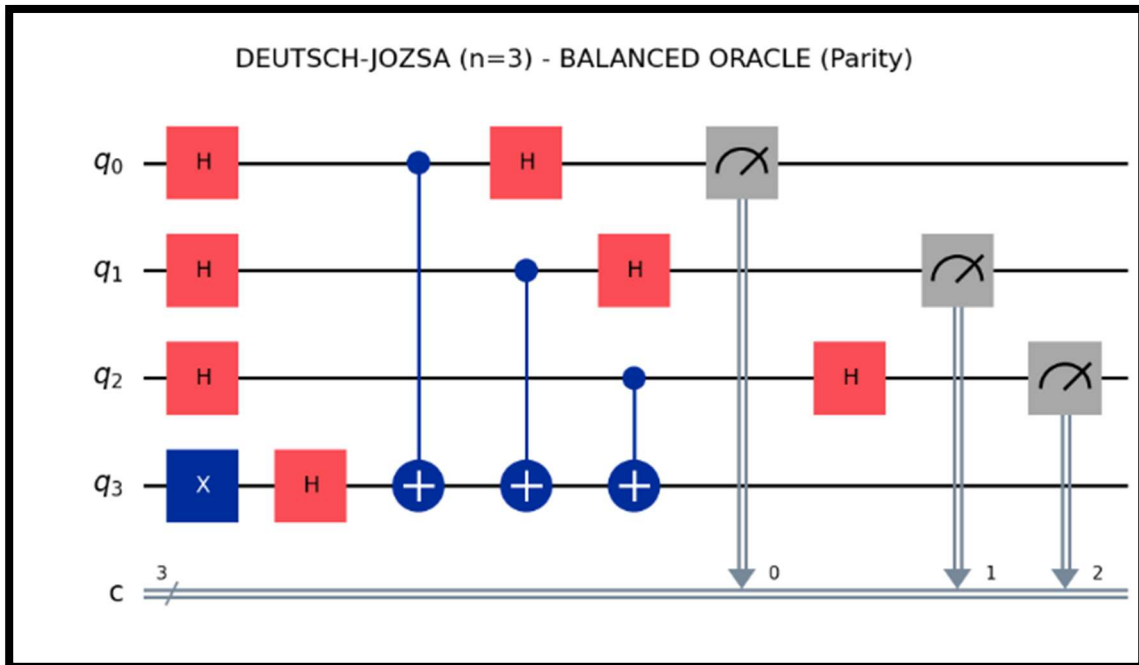 DEUTSCH-JOZSA (n=3) - BALANCED ORACLE (Parity)
q0 H H
q1 H H
q2 H H
q3 X H
3
c 0 1 2